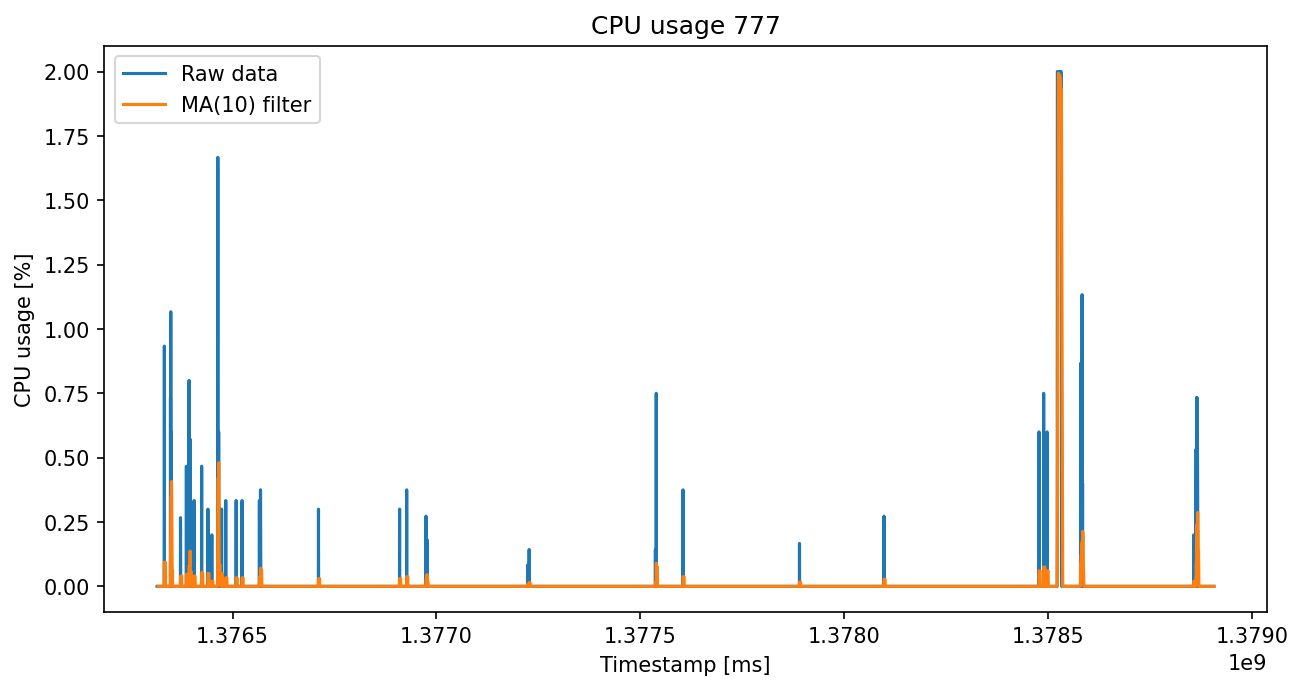 CPU usage 777
Raw data
MA(10) filter
CPU usage [%]
2.00
1.75
1.50
1.25
1.00
0.75
0.50
0.25
0.00
1.3765 1.3770 1.3775 1.3780 1.3785 1.3790
1e9
Timestamp [ms]